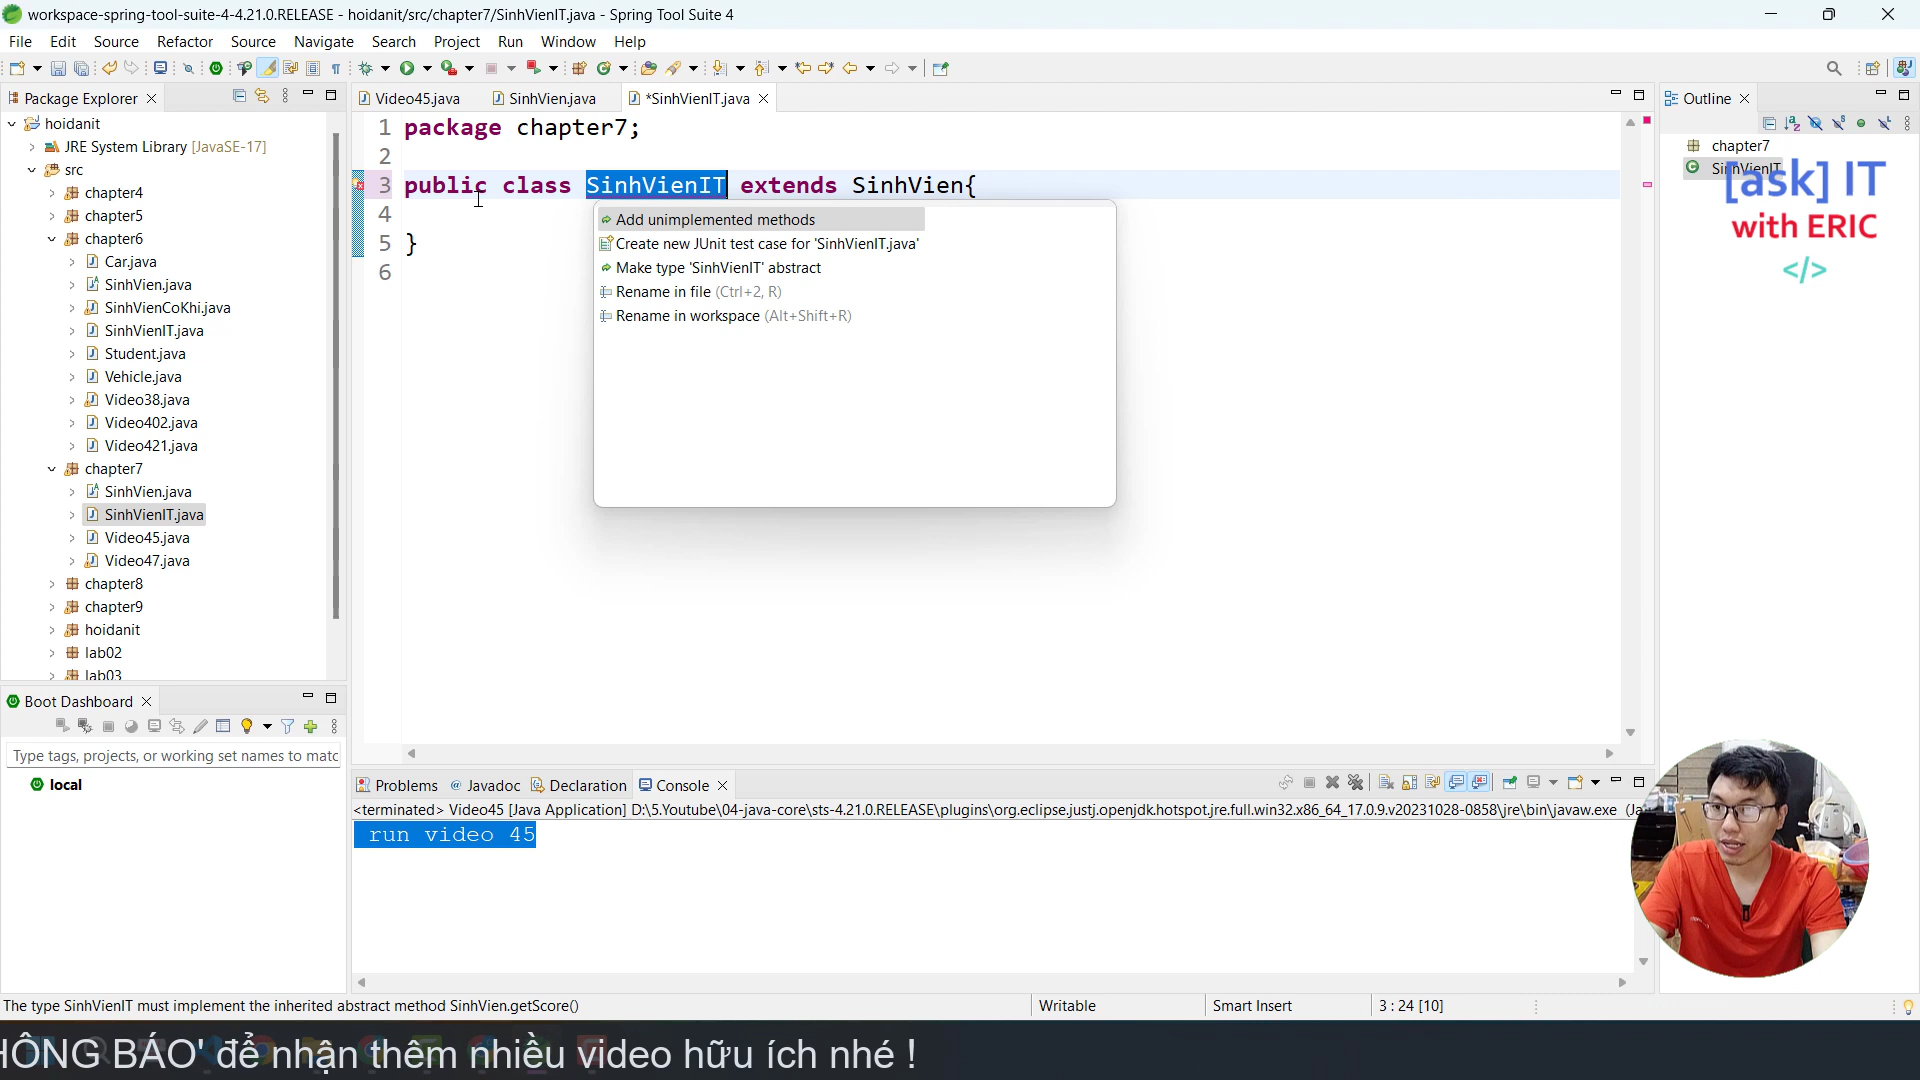 workspace-spring-tool-suite-4-4.21.0.RELEASE - hoidanit/src/chapter7/SinhVienIT.java - Spring Tool Suite 4
File Edit Source Refactor Source Navigate Search Project Run Window Help
Package Explorer
hoidanit
JRE System Library [JavaSE-17]
src
chapter4
chapter5
chapter6
Car.java
SinhVien.java
SinhVienCoKhi.java
SinhVienIT.java
Student.java
Vehicle.java
Video38.java
Video402.java
Video421.java
chapter7
SinhVien.java
SinhVienIT.java
Video45.java
Video47.java
chapter8
chapter9
hoidanit
lab02
lab03
Boot Dashboard
Type tags, projects, or working set names to matc
local
Video45.java SinhVien.java *SinhVienIT.java
1 package chapter7;
2
3 public class SinhVienIT extends SinhVien{
4
5 }
6
Add unimplemented methods
Create new JUnit test case for 'SinhVienIT.java'
Make type 'SinhVienIT' abstract
Rename in file (Ctrl+2, R)
Rename in workspace (Alt+Shift+R)
Outline
chapter7
SinhVienIT
[ask] IT
with ERIC
</>
Problems @ Javadoc Declaration Console
<terminated> Video45 [Java Application] D:\5.Youtube\04-java-core\sts-4.21.0.RELEASE\plugins\org.eclipse.justj.openjdk.hotspot.jre.full.win32.x86_64_17.0.9.v20231028-0858\jre\bin\javaw.exe (Ja
run video 45
The type SinhVienIT must implement the inherited abstract method SinhVien.getScore()
Writable Smart Insert 3 : 24 [10]
HÔNG BÁO' để nhận thêm nhiều video hữu ích nhé !